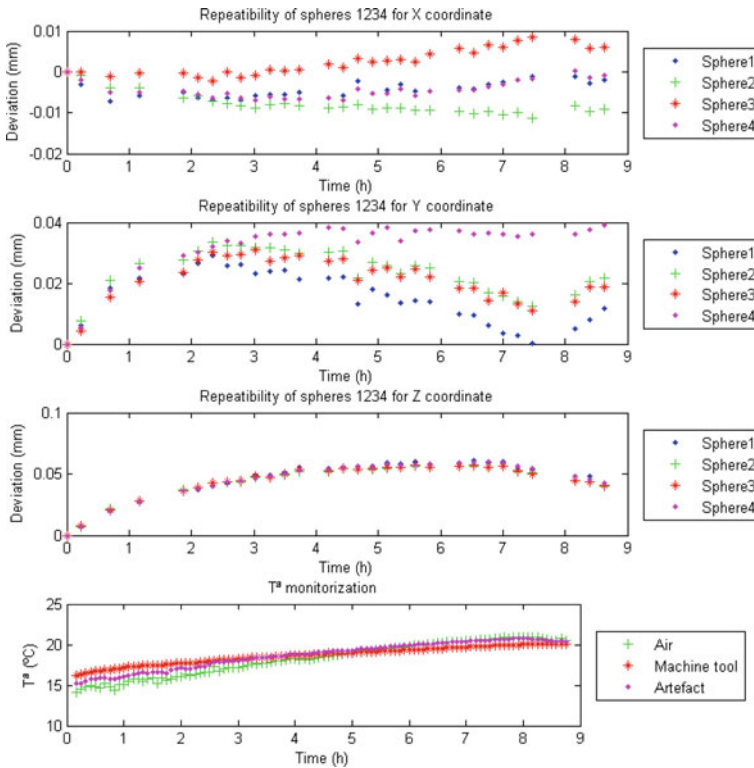 Repeatibility of spheres 1234 for X coordinate
0.01
0
-0.01
-0.02
Deviation (mm)
0 1 2 3 4 5 6 7 8 9
Time (h)
Sphere1
Sphere2
Sphere3
Sphere4
Repeatibility of spheres 1234 for Y coordinate
0.04
0.02
0
Deviation (mm)
0 1 2 3 4 5 6 7 8 9
Time (h)
Sphere1
Sphere2
Sphere3
Sphere4
Repeatibility of spheres 1234 for Z coordinate
0.1
0.05
0
Deviation (mm)
0 1 2 3 4 5 6 7 8 9
Time (h)
Sphere1
Sphere2
Sphere3
Sphere4
Tª monitorization
25
20
15
10
Tª (ºC)
0 1 2 3 4 5 6 7 8 9
Time (h)
Air
Machine tool
Artefact